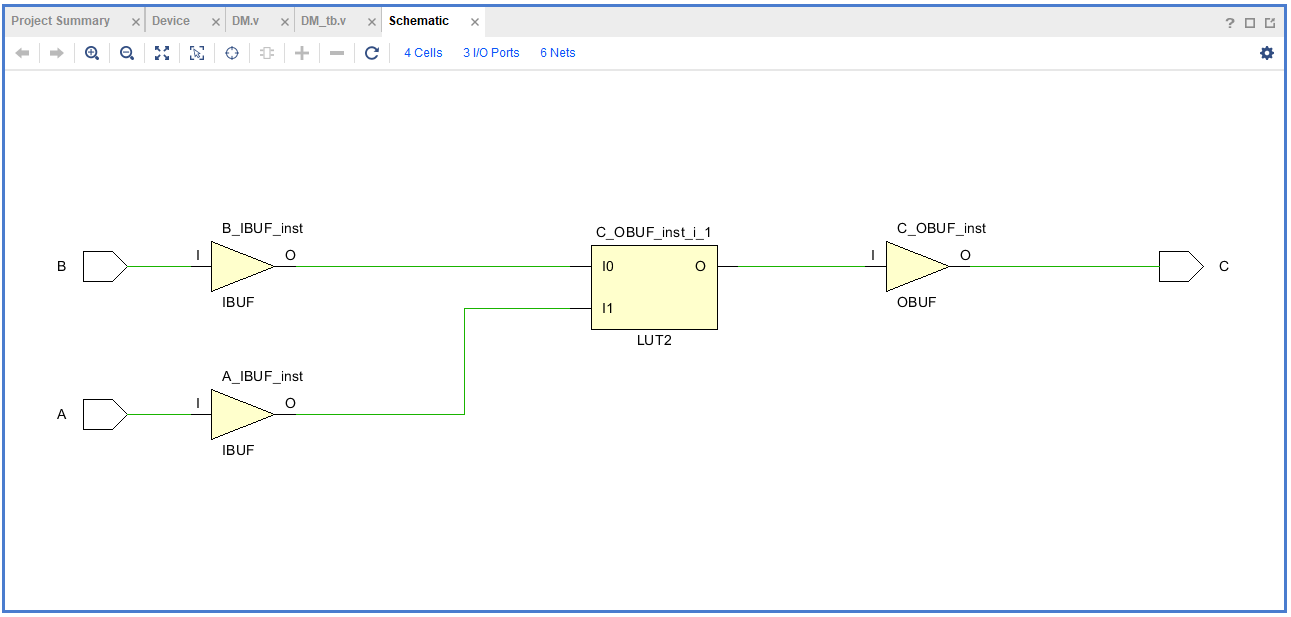 Project Summary × Device × DM.v × DM_tb.v × Schematic × ?
4 Cells 3 I/O Ports 6 Nets
B_IBUF_inst C_OBUF_inst_i_1 C_OBUF_inst
B I O I0 O I O C
IBUF I1 OBUF
LUT2
A_IBUF_inst
A I O
IBUF